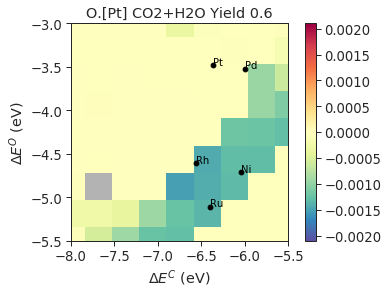 O.[Pt] CO2+H2O Yield 0.6
−3.0
−3.5
−4.0
−4.5
−5.0
−5.5
ΔE^O (eV)
Pt
Pd
Rh
Ni
Ru
−8.0 −7.5 −7.0 −6.5 −6.0 −5.5
ΔE^C (eV)
0.0020
0.0015
0.0010
0.0005
0.0000
−0.0005
−0.0010
−0.0015
−0.0020